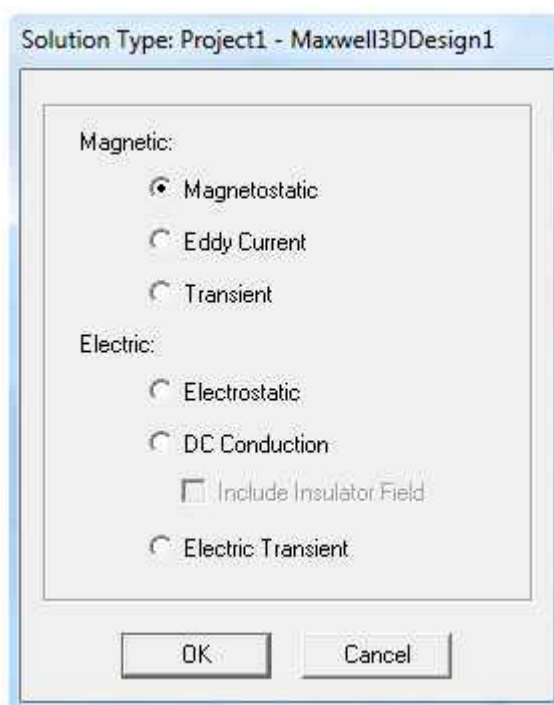 Solution Type: Project1 - Maxwell3DDesign1
Magnetic:
Magnetostatic
Eddy Current
Transient
Electric:
Electrostatic
DC Conduction
Include Insulator Field
Electric Transient
OK Cancel